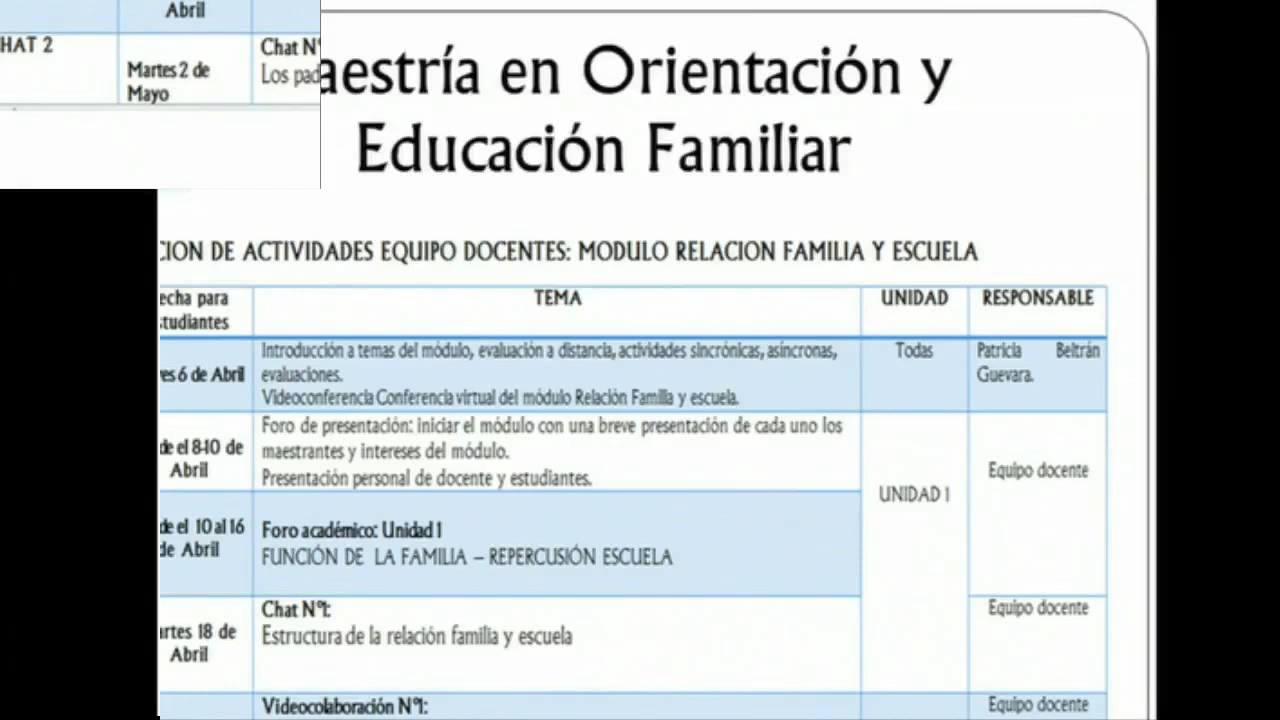 Abril
HAT 2
Martes 2 de
Mayo
Chat N°
Los pad
aestría en Orientación y
Educación Familiar
CION DE ACTIVIDADES EQUIPO DOCENTES: MODULO RELACION FAMILIA Y ESCUELA
echa para
studiantes
TEMA
UNIDAD
RESPONSABLE
es 6 de Abril
Introducción a temas del módulo, evaluación a distancia, actividades sincrónicas, asíncronas,
evaluaciones.
Videoconferencia Conferencia virtual del módulo Relación Familia y escuela.
Todas
Patricia Beltrán
Guevara.
de el 8-10 de
Abril
Foro de presentación: iniciar el módulo con una breve presentación de cada uno los
maestrantes y intereses del módulo.
Presentación personal de docente y estudiantes.
UNIDAD 1
Equipo docente
de el 10 al 16
de Abril
Foro académico: Unidad 1
FUNCIÓN DE LA FAMILIA – REPERCUSIÓN ESCUELA
artes 18 de
Abril
Chat N°1:
Estructura de la relación familia y escuela
Equipo docente
Videocolaboración N°1:
Equipo docente